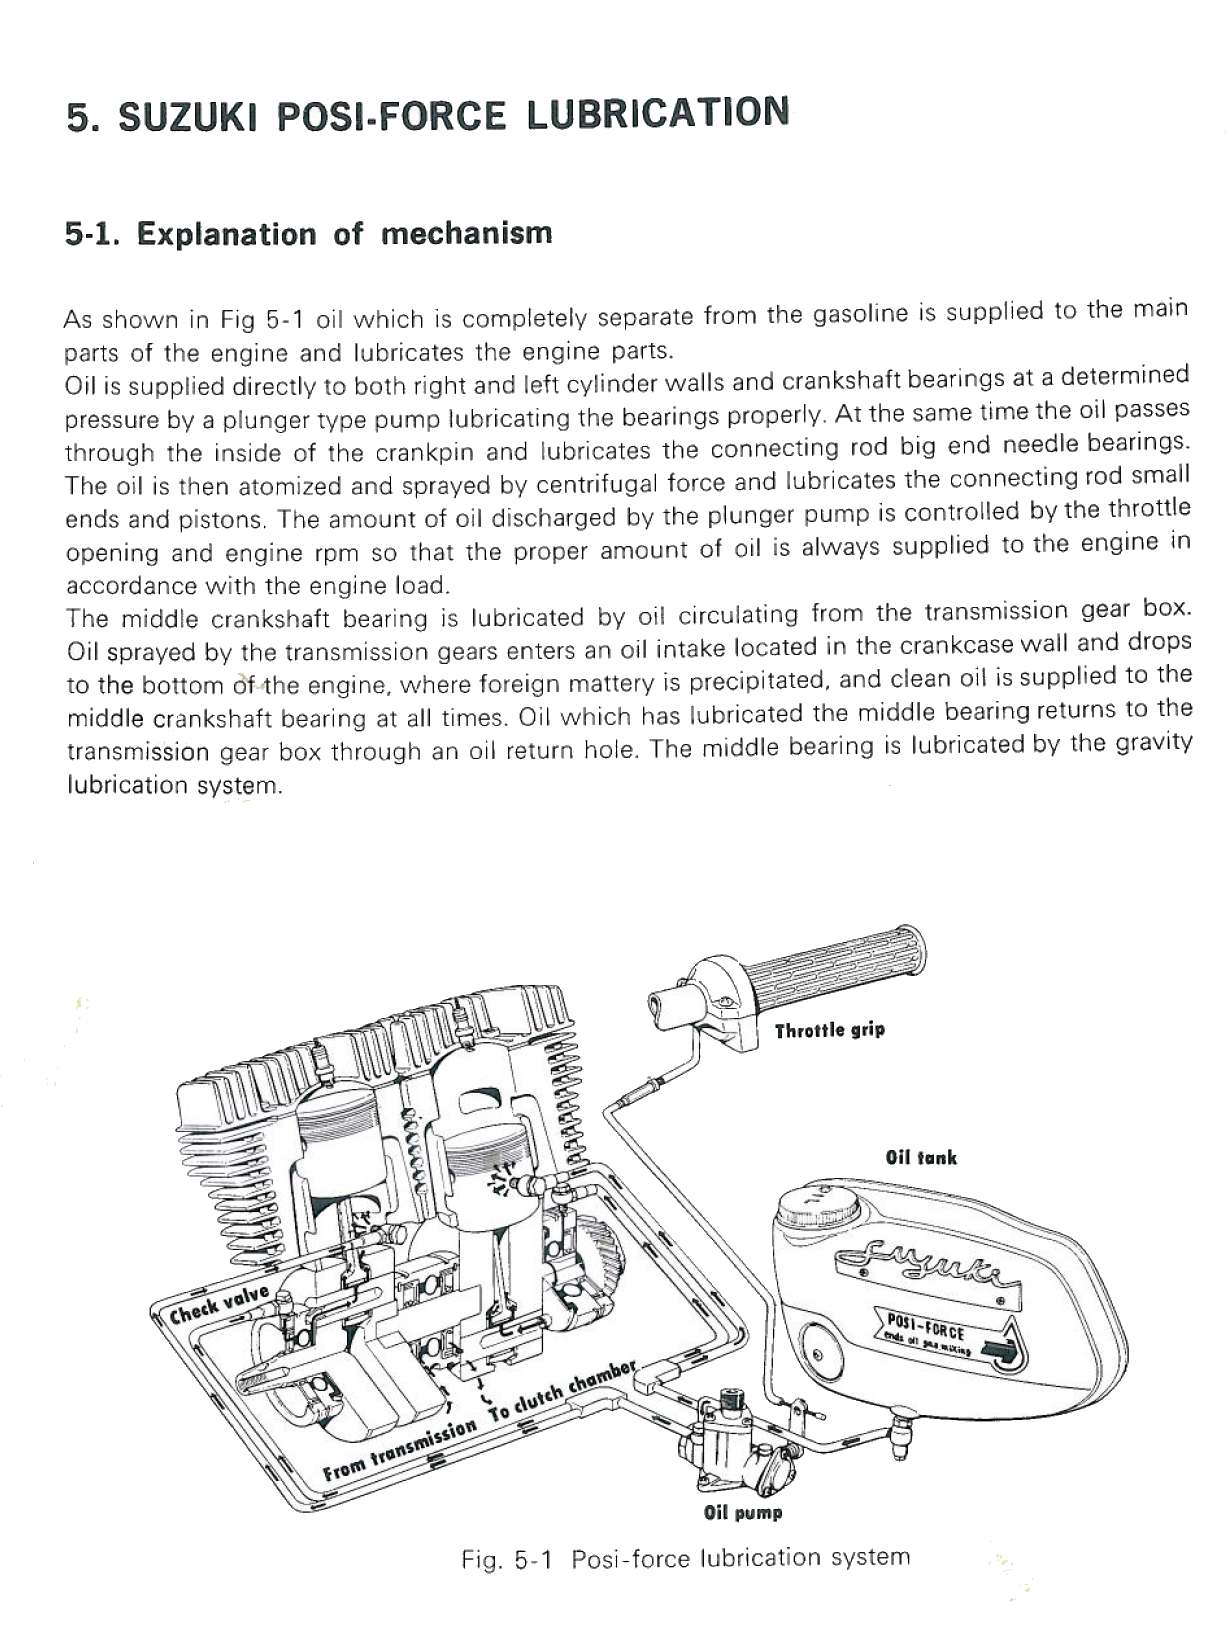 5. SUZUKI POSI-FORCE LUBRICATION
5-1. Explanation of mechanism
As shown in Fig 5-1 oil which is completely separate from the gasoline is supplied to the main
parts of the engine and lubricates the engine parts.
Oil is supplied directly to both right and left cylinder walls and crankshaft bearings at a determined
pressure by a plunger type pump lubricating the bearings properly. At the same time the oil passes
through the inside of the crankpin and lubricates the connecting rod big end needle bearings.
The oil is then atomized and sprayed by centrifugal force and lubricates the connecting rod small
ends and pistons. The amount of oil discharged by the plunger pump is controlled by the throttle
opening and engine rpm so that the proper amount of oil is always supplied to the engine in
accordance with the engine load.
The middle crankshaft bearing is lubricated by oil circulating from the transmission gear box.
Oil sprayed by the transmission gears enters an oil intake located in the crankcase wall and drops
to the bottom of the engine, where foreign mattery is precipitated, and clean oil is supplied to the
middle crankshaft bearing at all times. Oil which has lubricated the middle bearing returns to the
transmission gear box through an oil return hole. The middle bearing is lubricated by the gravity
lubrication system.
Throttle grip
Oil tank
Suzuki
POSI-FORCE
ends oil gas mixing
Check valve
To clutch chamber
From transmission
Oil pump
Fig. 5-1 Posi-force lubrication system